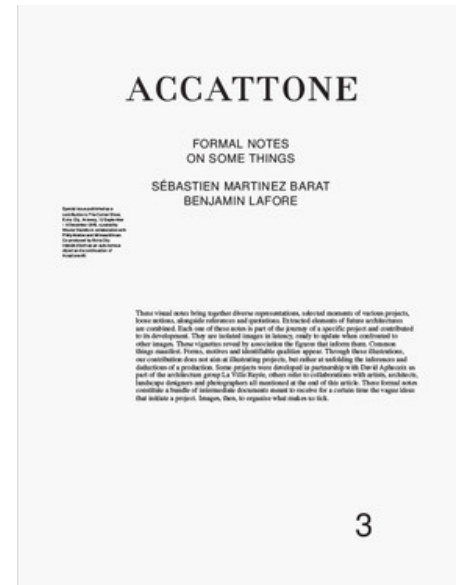 ACCATTONE
FORMAL NOTES
ON SOME THINGS
SÉBASTIEN MARTINEZ BARAT
BENJAMIN LAFORE
These visual notes bring together diverse representations, selected moments of various projects,
loose notions, alongside references and quotations. Extracted elements of future architectures
are combined. Each one of these notes is part of the journey of a specific project and contributed
to its development. They are isolated images in latency, ready to update when confronted to
other images. These vignettes reveal by association the figures that inform them. Common
things manifest. Forms, motives and identifiable qualities appear. Through these illustrations,
our contribution does not aim at illustrating projects, but rather at unfolding the inferences and
deductions of a production. Some projects were developed in partnership with David Apheceix as
part of the architecture group La Ville Rayée, others refer to collaborations with artists, architects,
landscape designers and photographers all mentioned at the end of this article. These formal notes
constitute a bundle of intermediate documents meant to receive for a certain time the vague ideas
that initiate a project. Images, then, to organise what makes us tick.
3